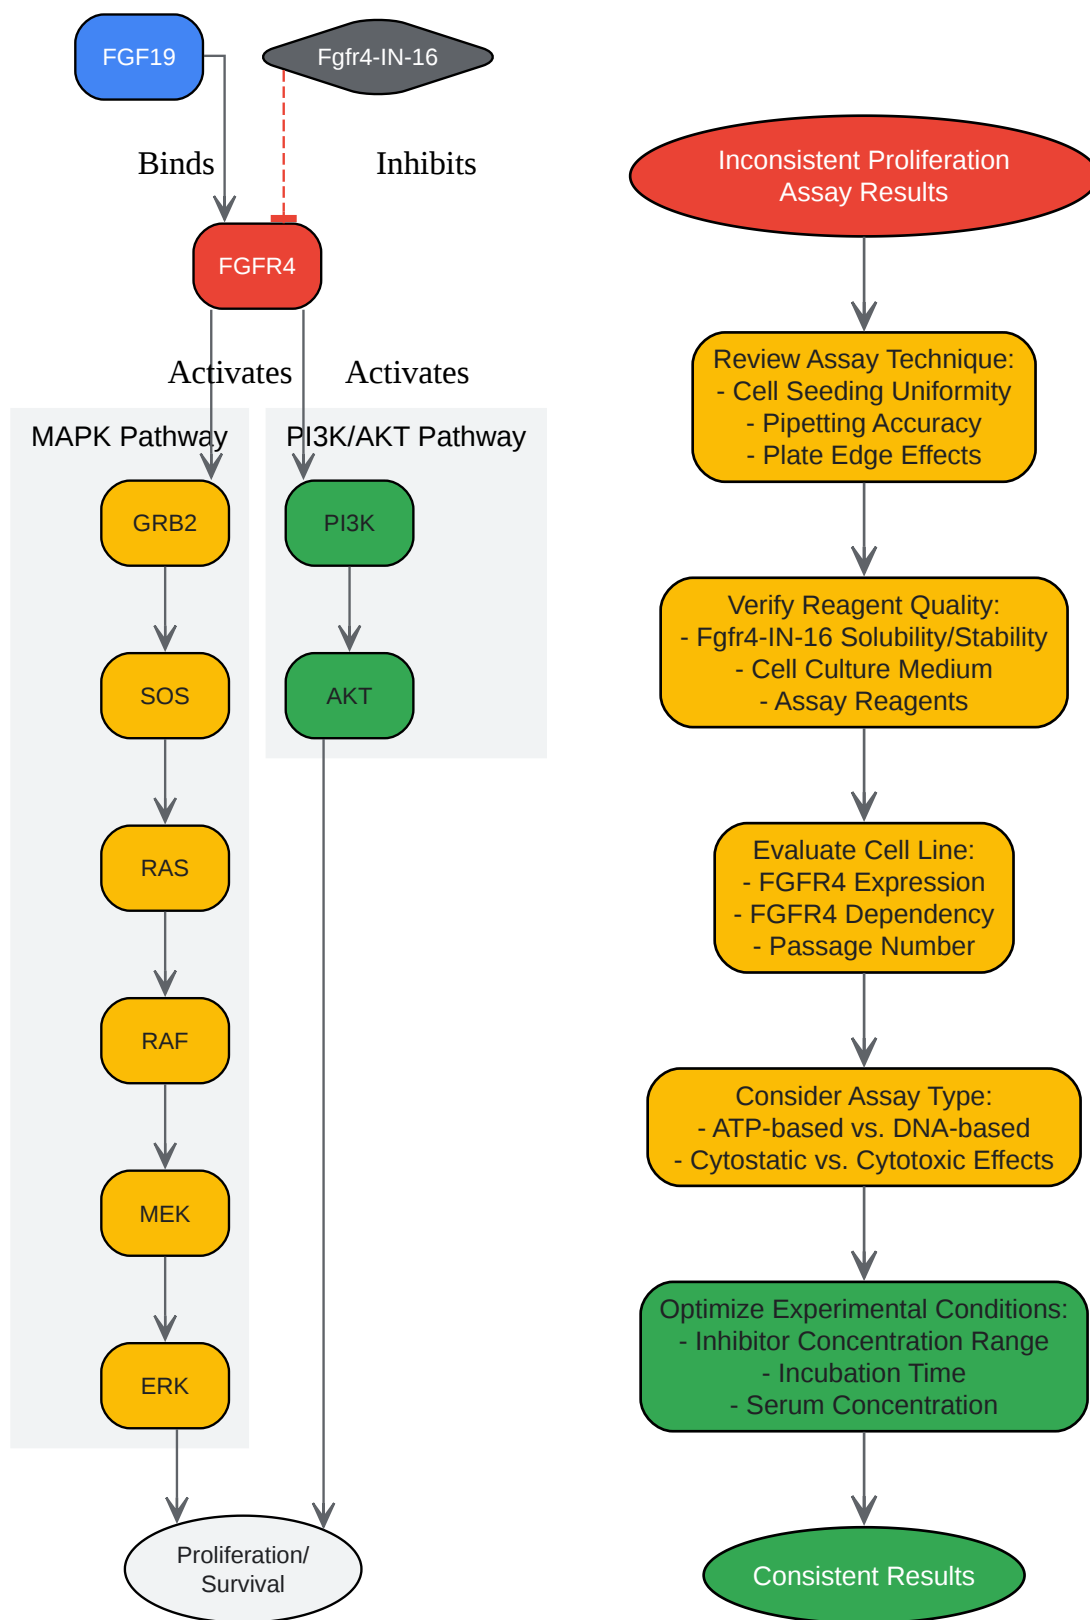 FGF19
Fgfr4-IN-16
Binds
Inhibits
FGFR4
Activates
Activates
MAPK Pathway
PI3K/AKT Pathway
GRB2
PI3K
SOS
AKT
RAS
RAF
MEK
ERK
Proliferation/
Survival
Inconsistent Proliferation
Assay Results
Review Assay Technique:
- Cell Seeding Uniformity
- Pipetting Accuracy
- Plate Edge Effects
Verify Reagent Quality:
- Fgfr4-IN-16 Solubility/Stability
- Cell Culture Medium
- Assay Reagents
Evaluate Cell Line:
- FGFR4 Expression
- FGFR4 Dependency
- Passage Number
Consider Assay Type:
- ATP-based vs. DNA-based
- Cytostatic vs. Cytotoxic Effects
Optimize Experimental Conditions:
- Inhibitor Concentration Range
- Incubation Time
- Serum Concentration
Consistent Results